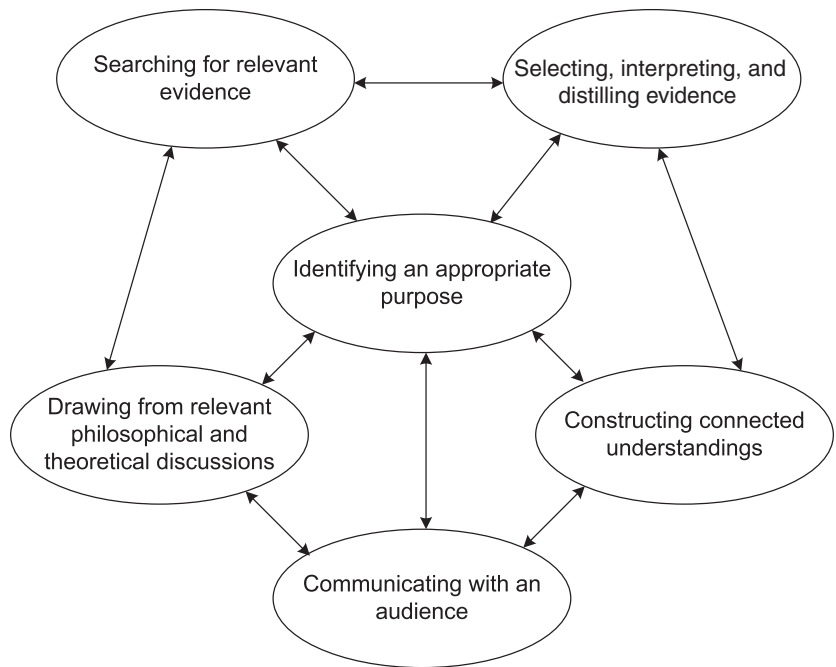 Searching for relevant
evidence
Selecting, interpreting, and
distilling evidence
Identifying an appropriate
purpose
Drawing from relevant
philosophical and
theoretical discussions
Constructing connected
understandings
Communicating with an
audience